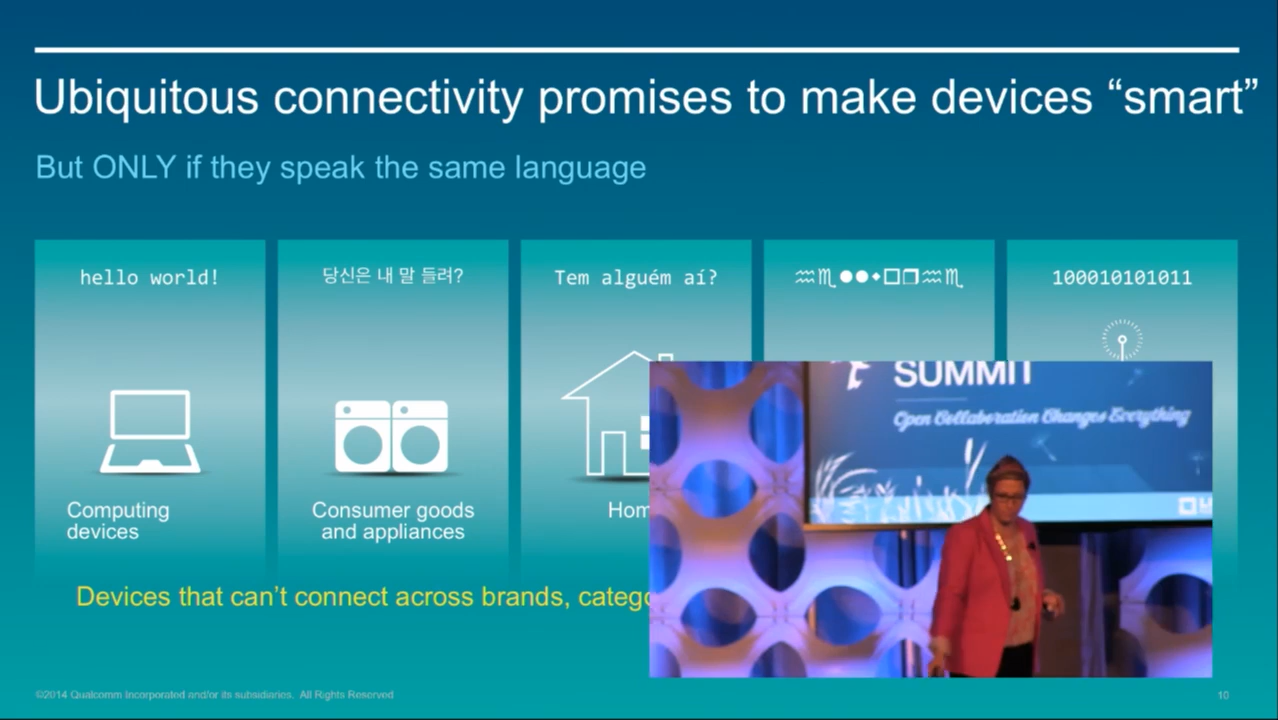 Ubiquitous connectivity promises to make devices “smart”
But ONLY if they speak the same language
hello world!
당신은 내 말 들려?
Tem alguém aí?
♒♏●●⬥□❒♒♏
100010101011
Computing
devices
Consumer goods
and appliances
Hom
Devices that can’t connect across brands, catego
SUMMIT
Open Collaboration Changes Everything
©2014 Qualcomm Incorporated and/or its subsidiaries. All Rights Reserved
10